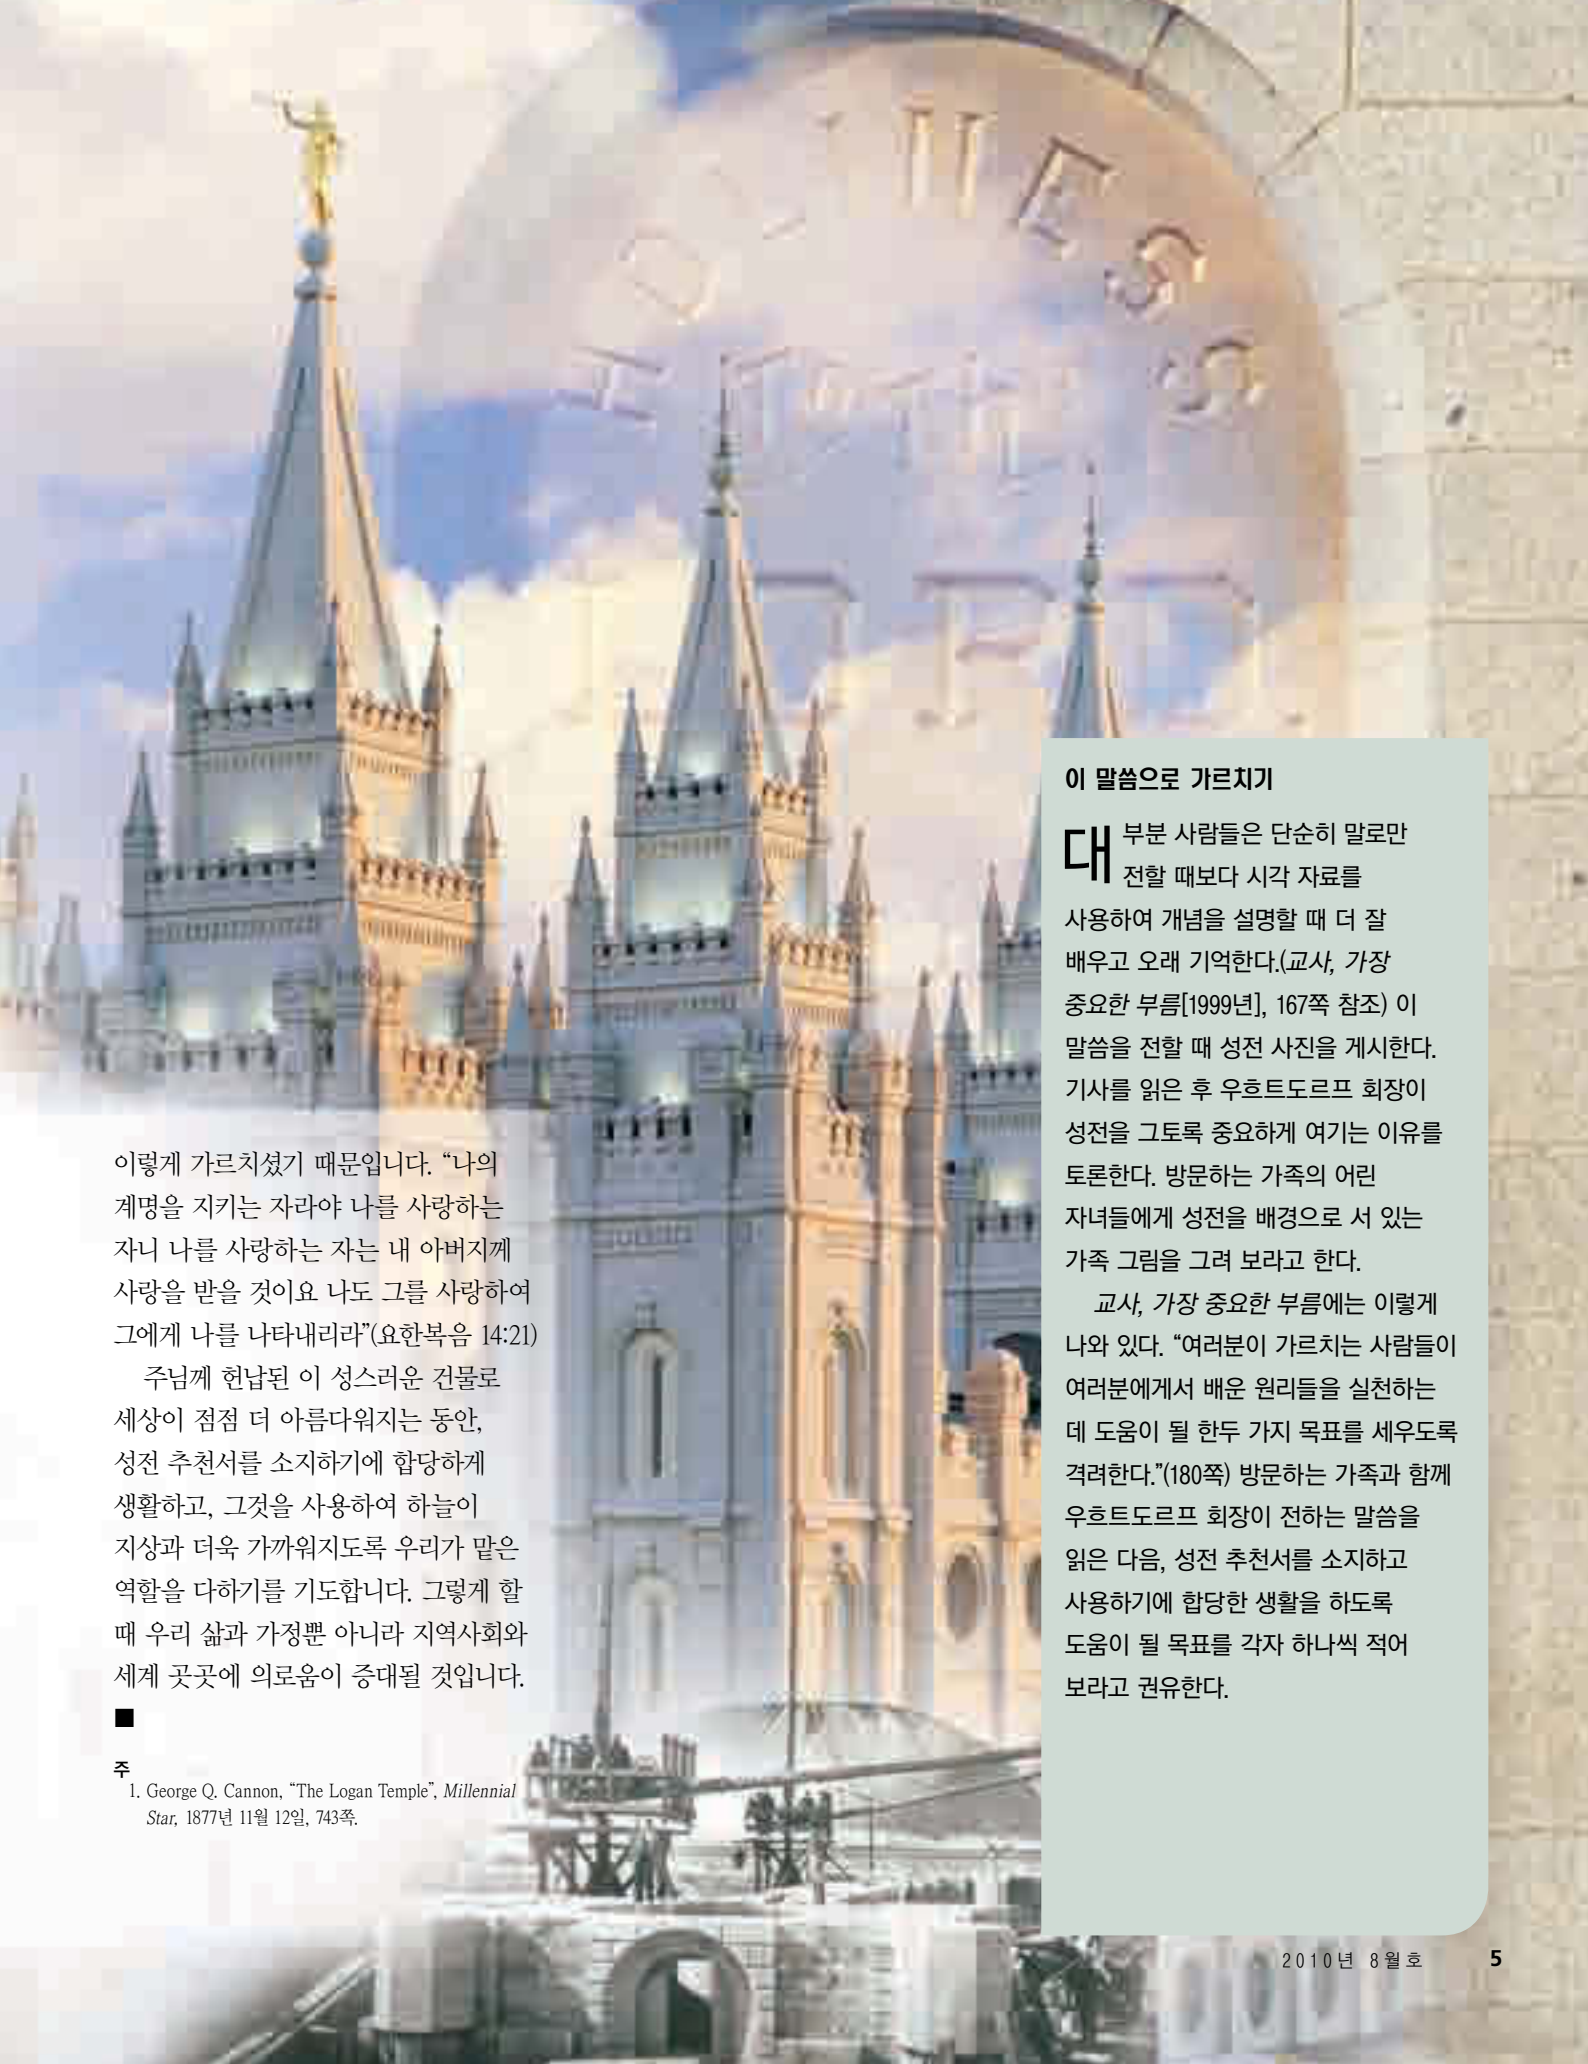 이렇게 가르치셨기 때문입니다. “나의
계명을 지키는 자라야 나를 사랑하는
자니 나를 사랑하는 자는 내 아버지께
사랑을 받을 것이요 나도 그를 사랑하여
그에게 나를 나타내리라”(요한복음 14:21)
주님께 헌납된 이 성스러운 건물로
세상이 점점 더 아름다워지는 동안,
성전 추천서를 소지하기에 합당하게
생활하고, 그것을 사용하여 하늘이
지상과 더욱 가까워지도록 우리가 맡은
역할을 다하기를 기도합니다. 그렇게 할
때 우리 삶과 가정뿐 아니라 지역사회와
세계 곳곳에 의로움이 증대될 것입니다.
■
주
1. George Q. Cannon, “The Logan Temple”, Millennial
Star, 1877년 11월 12일, 743쪽.
이 말씀으로 가르치기
대부분 사람들은 단순히 말로만
전할 때보다 시각 자료를
사용하여 개념을 설명할 때 더 잘
배우고 오래 기억한다.(교사, 가장
중요한 부름[1999년], 167쪽 참조) 이
말씀을 전할 때 성전 사진을 게시한다.
기사를 읽은 후 우흐트도르프 회장이
성전을 그토록 중요하게 여기는 이유를
토론한다. 방문하는 가족의 어린
자녀들에게 성전을 배경으로 서 있는
가족 그림을 그려 보라고 한다.
교사, 가장 중요한 부름에는 이렇게
나와 있다. “여러분이 가르치는 사람들이
여러분에게서 배운 원리들을 실천하는
데 도움이 될 한두 가지 목표를 세우도록
격려한다.”(180쪽) 방문하는 가족과 함께
우흐트도르프 회장이 전하는 말씀을
읽은 다음, 성전 추천서를 소지하고
사용하기에 합당한 생활을 하도록
도움이 될 목표를 각자 하나씩 적어
보라고 권유한다.
2010년 8월호 5